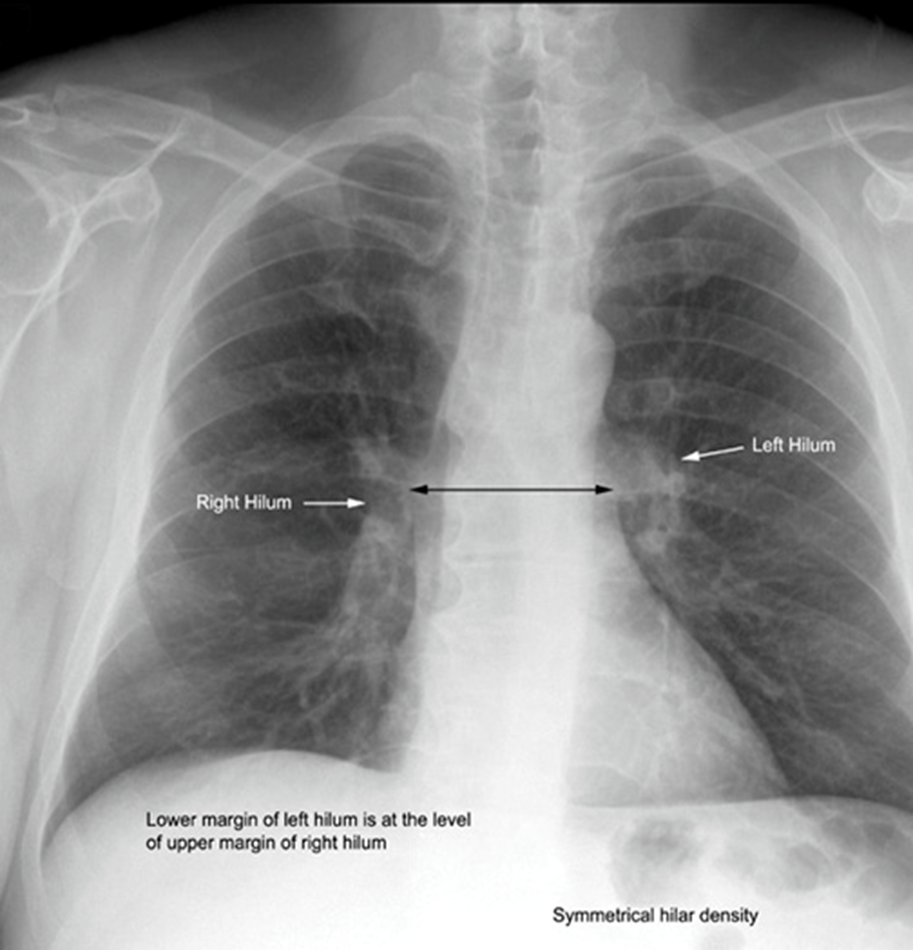 Left Hilum
Right Hilum
Lower margin of left hilum is at the level
of upper margin of right hilum
Symmetrical hilar density